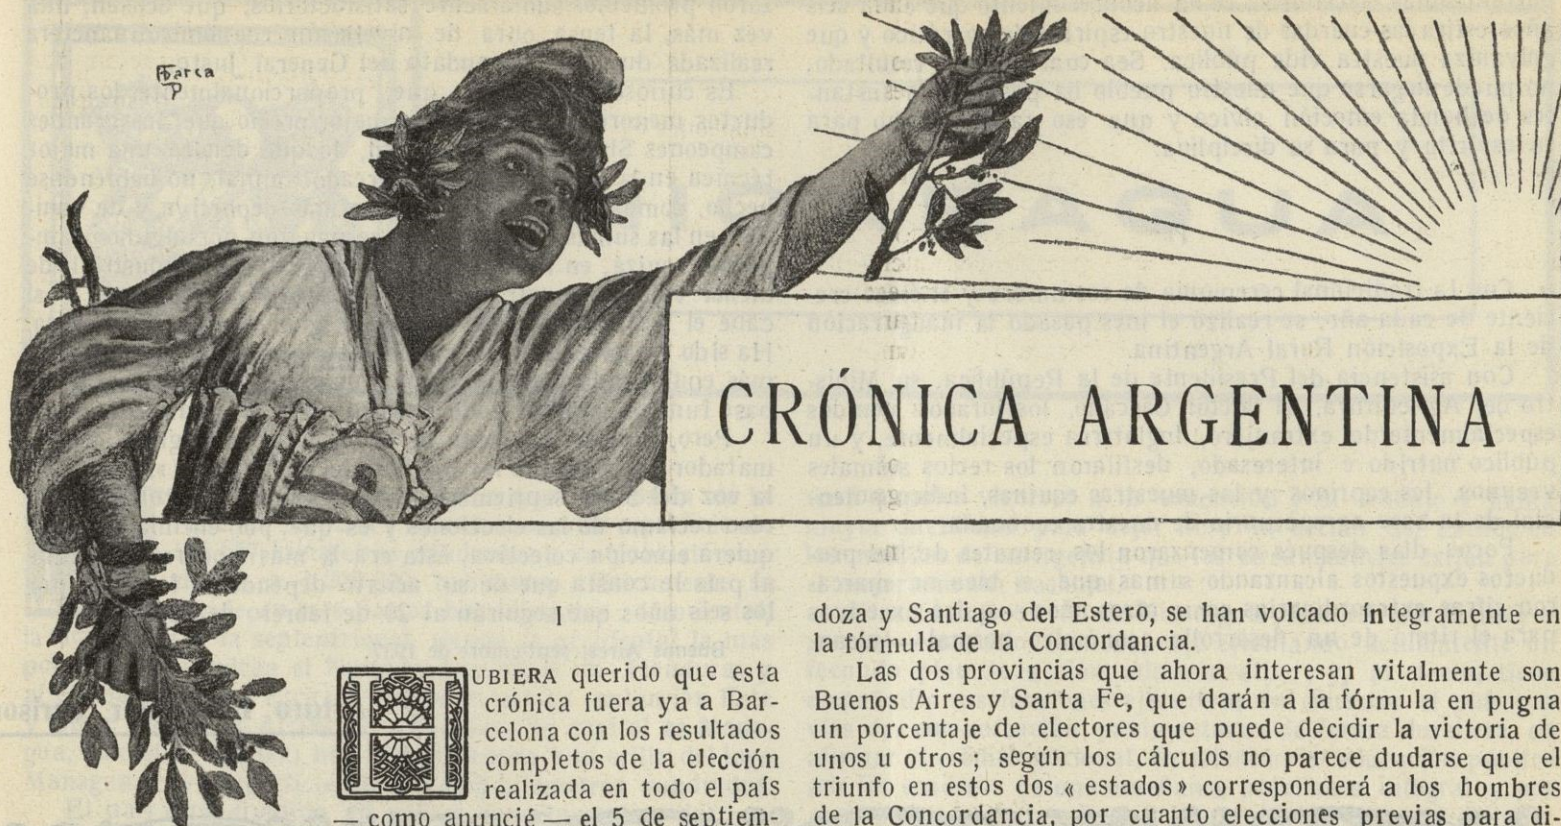 Barca
CRÓNICA ARGENTINA
I
HUBIERA querido que esta
crónica fuera ya a Bar-
celona con los resultados
completos de la elección
realizada en todo el país
— como anuncié — el 5 de septiem-
doza y Santiago del Estero, se han volcado íntegramente en
la fórmula de la Concordancia.
Las dos provincias que ahora interesan vitalmente son
Buenos Aires y Santa Fe, que darán a la fórmula en pugna
un porcentaje de electores que puede decidir la victoria de
unos u otros ; según los cálculos no parece dudarse que el
triunfo en estos dos « estados » corresponderá a los hombres
de la Concordancia, por cuanto elecciones previas para di-